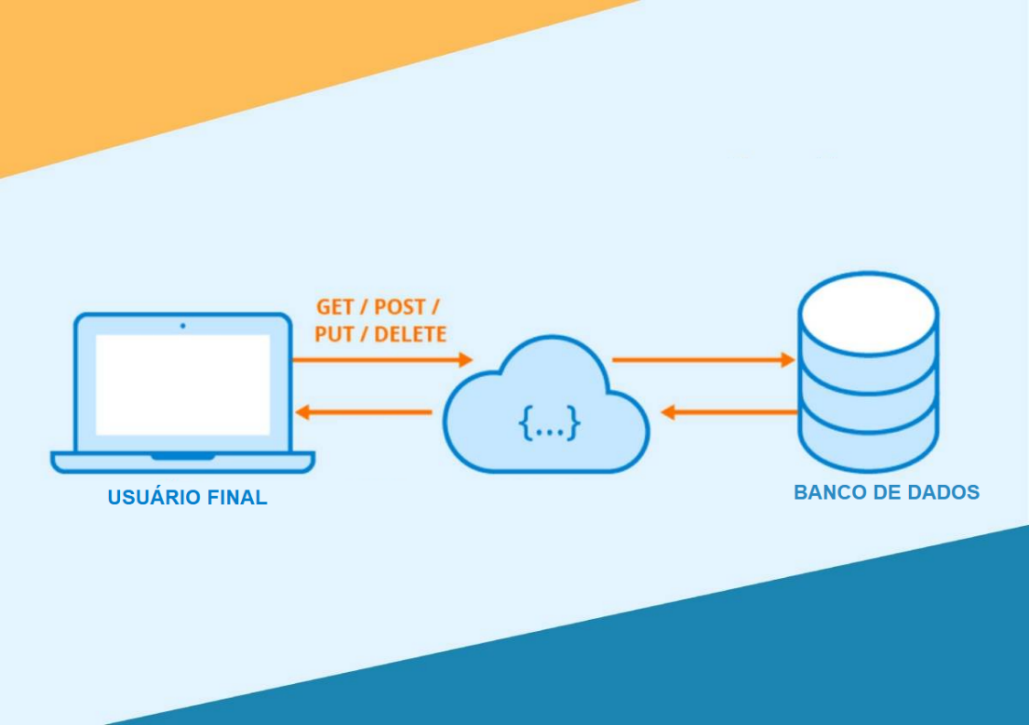 GET / POST /
PUT / DELETE
{...}
USUÁRIO FINAL
BANCO DE DADOS